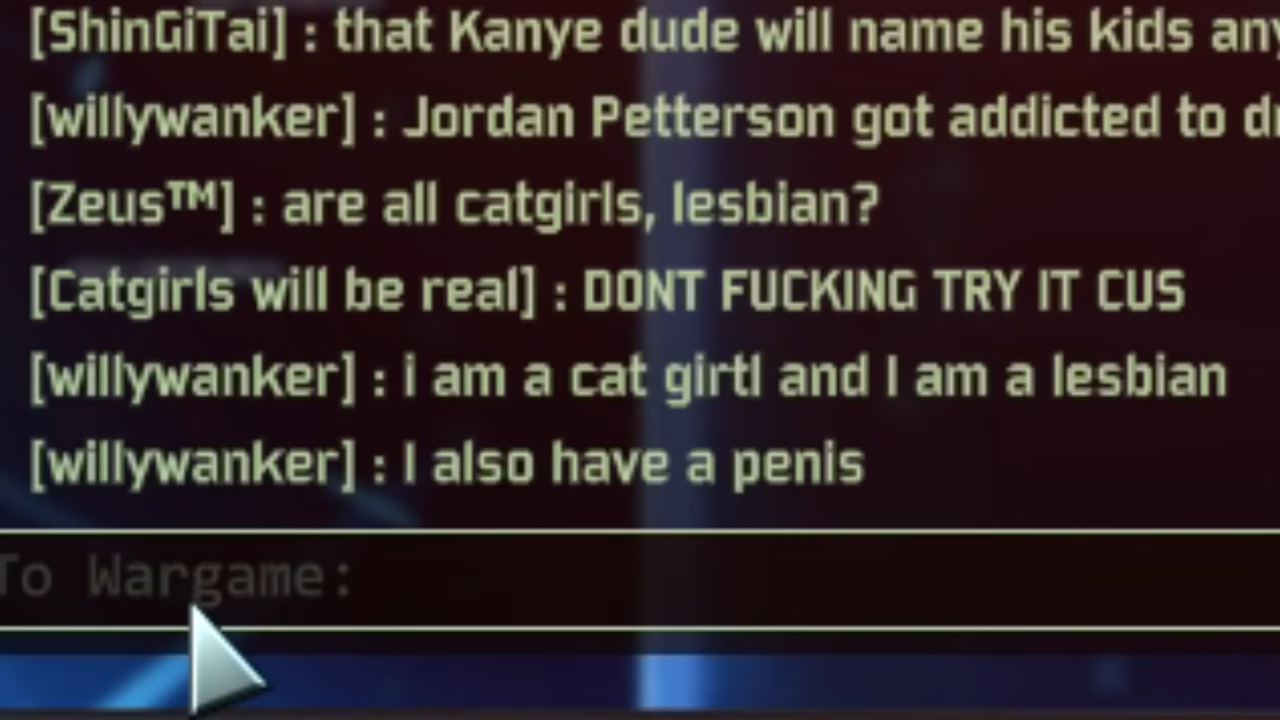 [ShinGiTai] : that Kanye dude will name his kids any
[willywanker] : Jordan Petterson got addicted to d
[Zeus™] : are all catgirls, lesbian?
[Catgirls will be real] : DONT FUCKING TRY IT CUS
[willywanker] : i am a cat girtl and I am a lesbian
[willywanker] : I also have a penis
To Wargame: